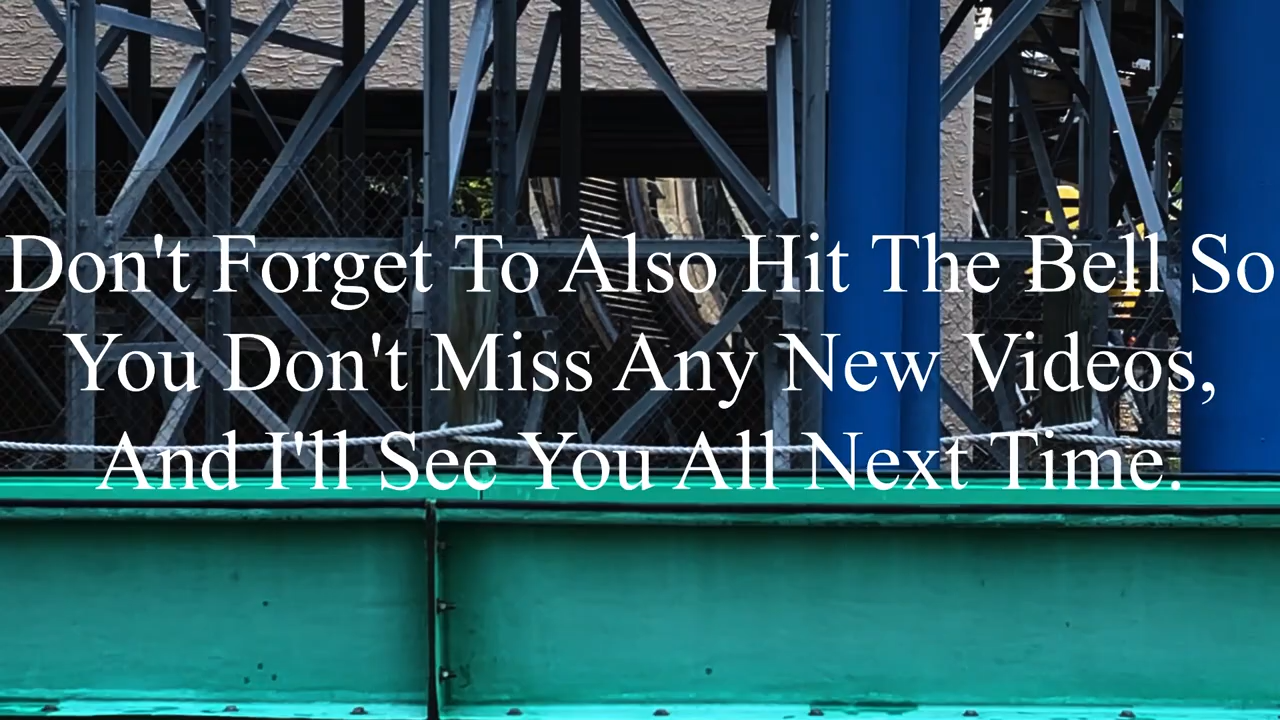 Don't Forget To Also Hit The Bell So
You Don't Miss Any New Videos,
And I'll See You All Next Time.